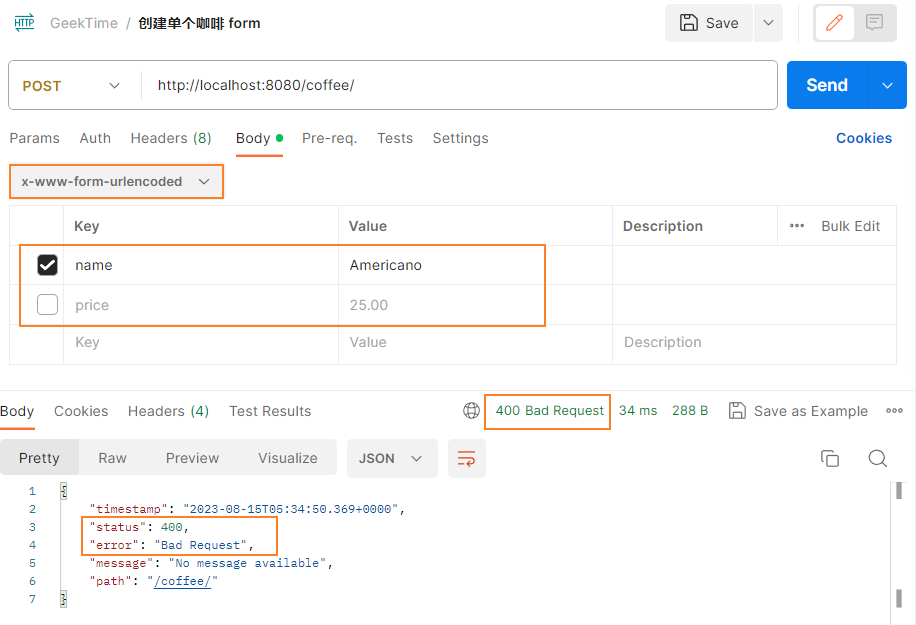 HTTP GeekTime / 创建单个咖啡 form Save
POST http://localhost:8080/coffee/ Send
Params Auth Headers (8) Body Pre-req. Tests Settings Cookies
x-www-form-urlencoded
Key Value Description ••• Bulk Edit
name Americano
price 25.00
Key Value Description
Body Cookies Headers (4) Test Results 400 Bad Request 34 ms 288 B Save as Example
Pretty Raw Preview Visualize JSON
1 {
2 "timestamp": "2023-08-15T05:34:50.369+0000",
3 "status": 400,
4 "error": "Bad Request",
5 "message": "No message available",
6 "path": "/coffee/"
7 }